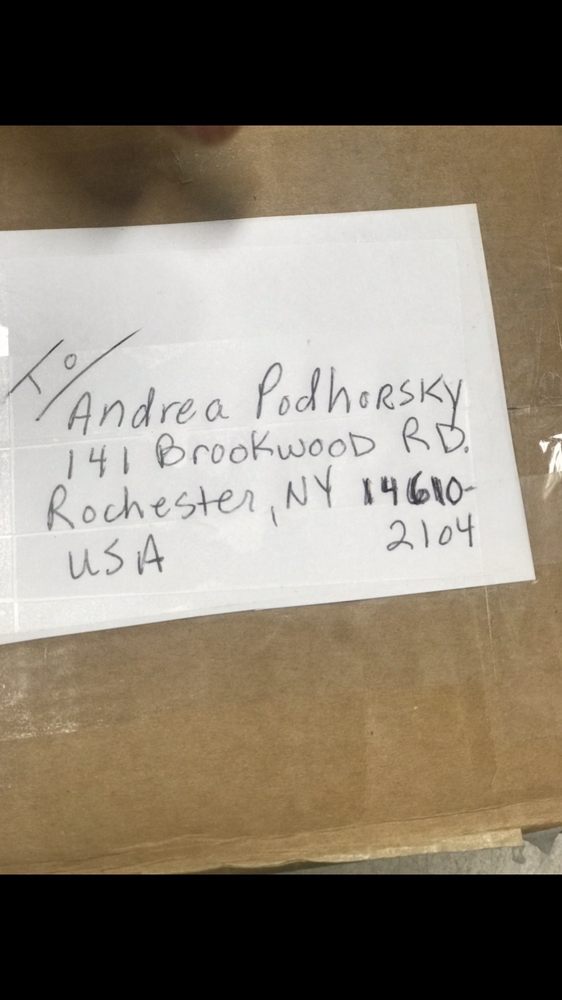 To
Andrea Podhorsky
141 Brookwood RD.
Rochester, NY 14610-
2104
USA